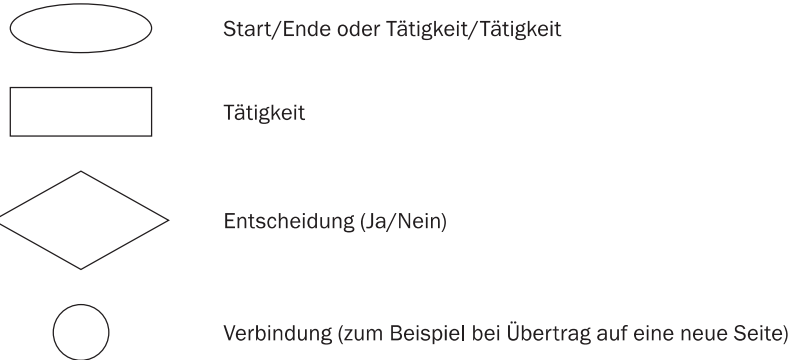 Start/Ende oder Tätigkeit/Tätigkeit
Tätigkeit
Entscheidung (Ja/Nein)
Verbindung (zum Beispiel bei Übertrag auf eine neue Seite)